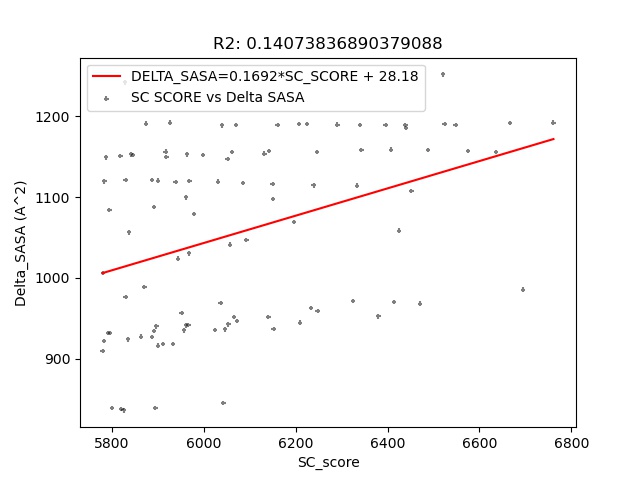 R2: 0.14073836890379088
DELTA_SASA=0.1692*SC_SCORE + 28.18
SC SCORE vs Delta SASA
1200
1100
1000
900
Delta_SASA (A^2)
5800 6000 6200 6400 6600 6800
SC_score